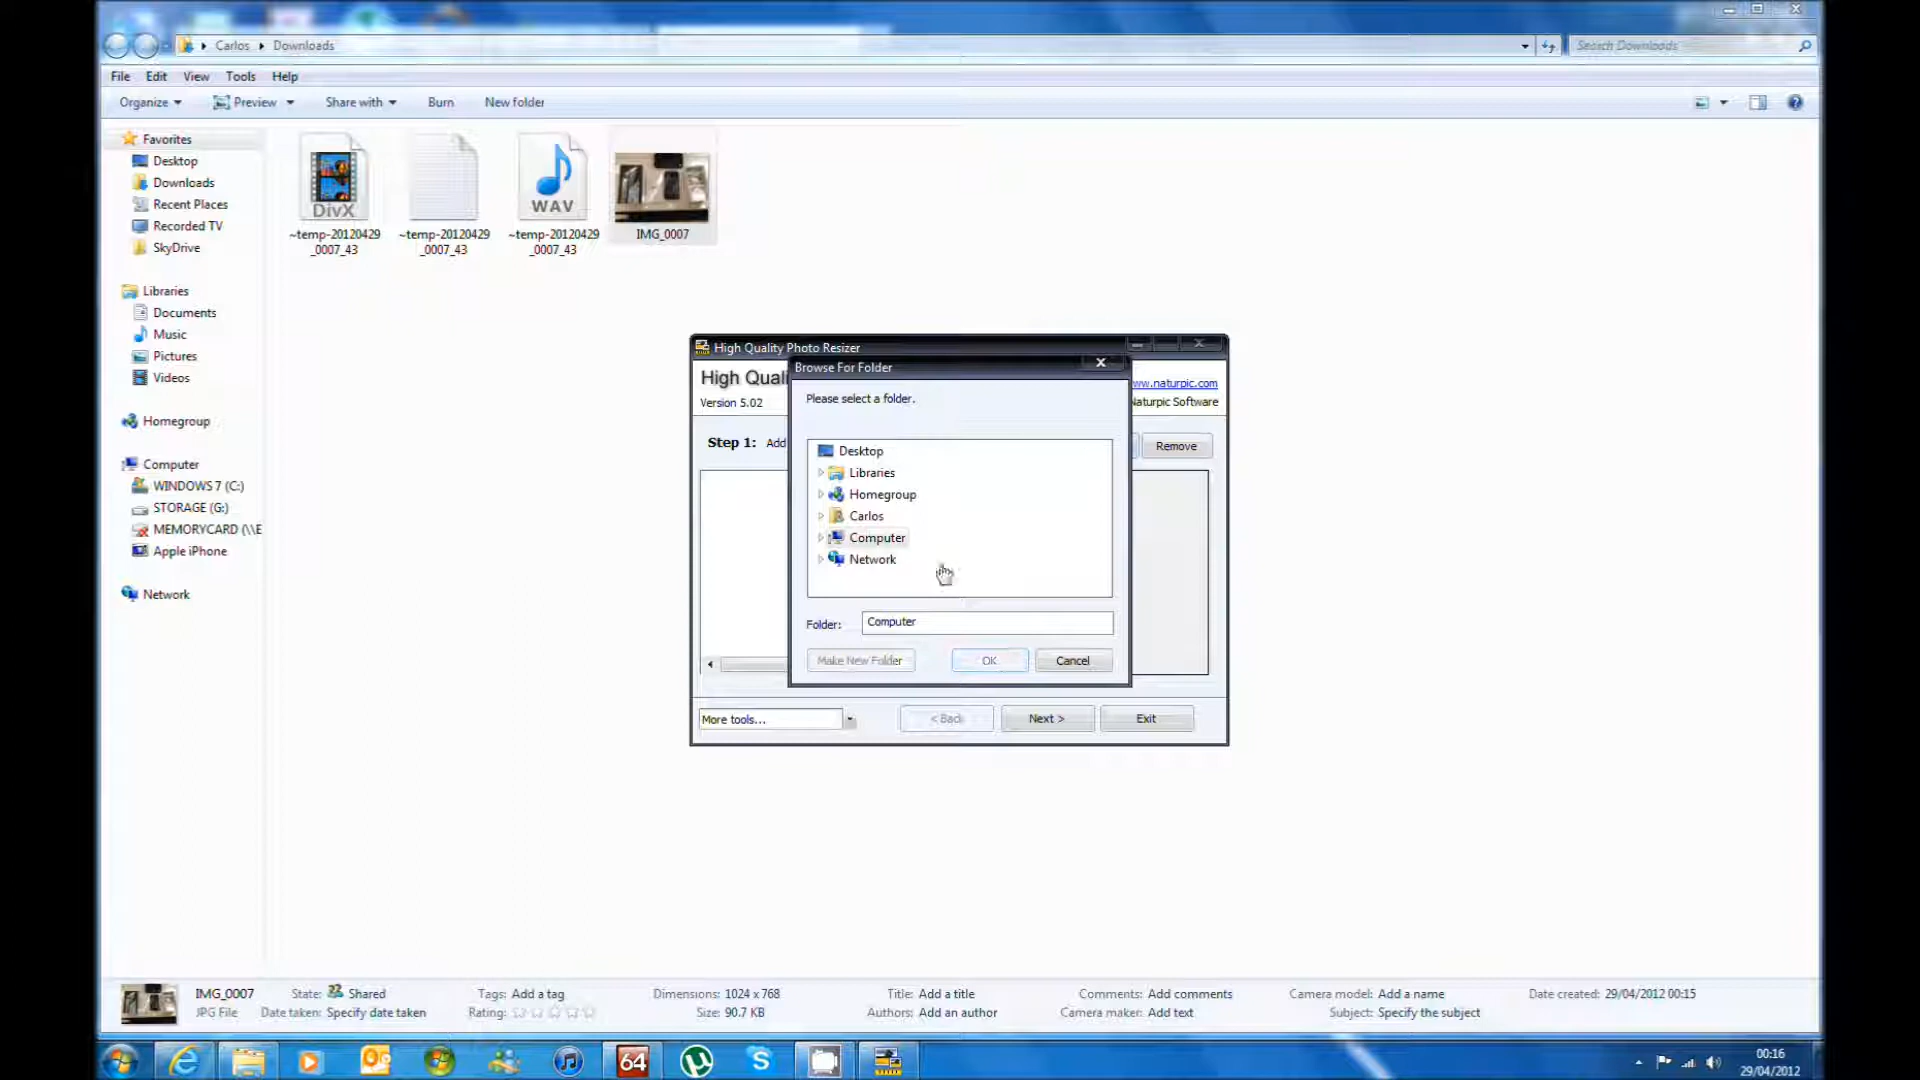 Carlos Downloads
Search Downloads
File Edit View Tools Help
Organize Preview Share with Burn New folder
Favorites
Desktop
Downloads
Recent Places
Recorded TV
SkyDrive
Libraries
Documents
Music
Pictures
Videos
Homegroup
Computer
WINDOWS 7 (C:)
STORAGE (G:)
MEMORYCARD (\\E
Apple iPhone
Network
DivX
~temp-20120429
_0007_43
~temp-20120429
_0007_43
WAV
~temp-20120429
_0007_43
IMG_0007
High Quality Photo Resizer
High Quali
Version 5.02
ww.naturpic.com
Naturpic Software
Step 1: Add
Remove
Browse For Folder
Please select a folder.
Desktop
Libraries
Homegroup
Carlos
Computer
Network
Folder: Computer
Make New Folder OK Cancel
More tools... < Back Next > Exit
IMG_0007 State: Shared Tags: Add a tag Dimensions: 1024 x 768 Title: Add a title Comments: Add comments Camera model: Add a name Date created: 29/04/2012 00:15
JPG File Date taken: Specify date taken Rating: Size: 90.7 KB Authors: Add an author Camera maker: Add text Subject: Specify the subject
64
00:16
29/04/2012